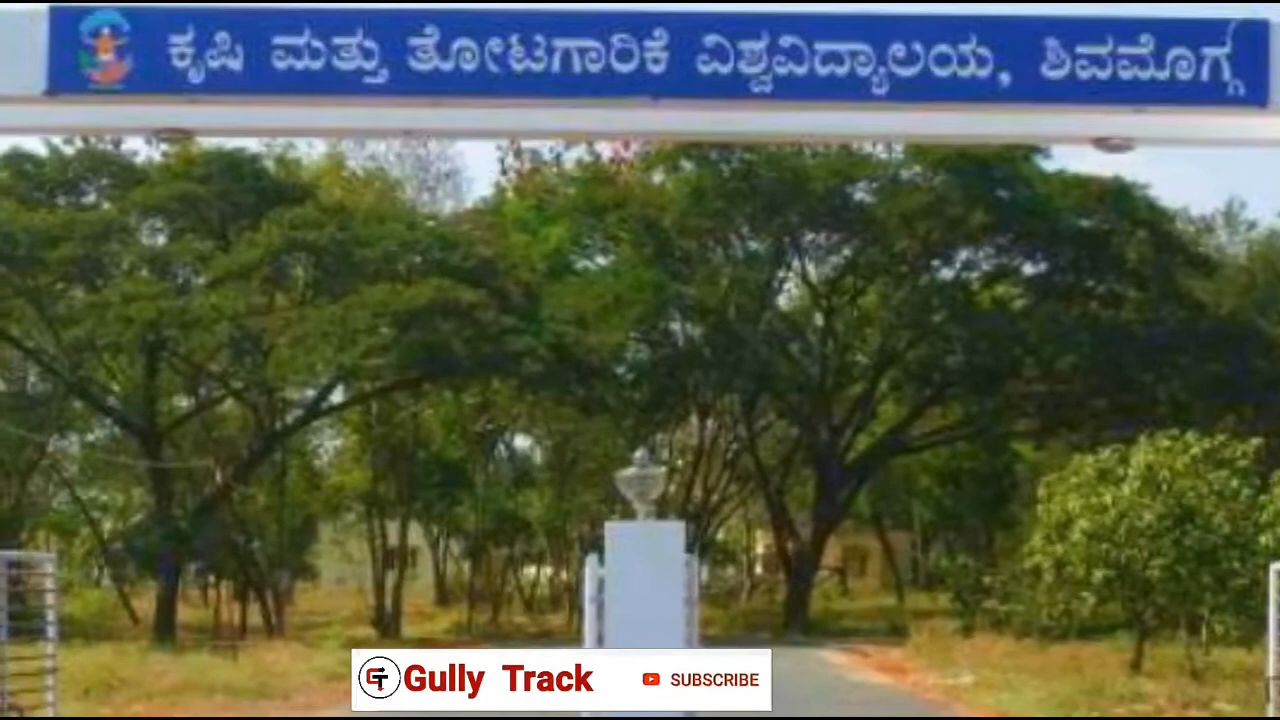 ಕೃಷಿ ಮತ್ತು ತೋಟಗಾರಿಕೆ ವಿಶ್ವವಿದ್ಯಾಲಯ, ಶಿವಮೊಗ್ಗ
Gully Track SUBSCRIBE